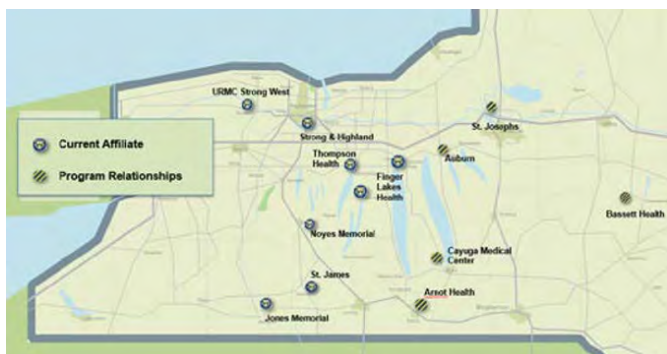 URMC Strong West
Strong & Highland
St. Josephs
Current Affiliate
Program Relationships
Thompson
Health
Auburn
Finger
Lakes
Health
Bassett Health
Noyes Memorial
Cayuga Medical
Center
St. James
Arnot Health
Jones Memorial